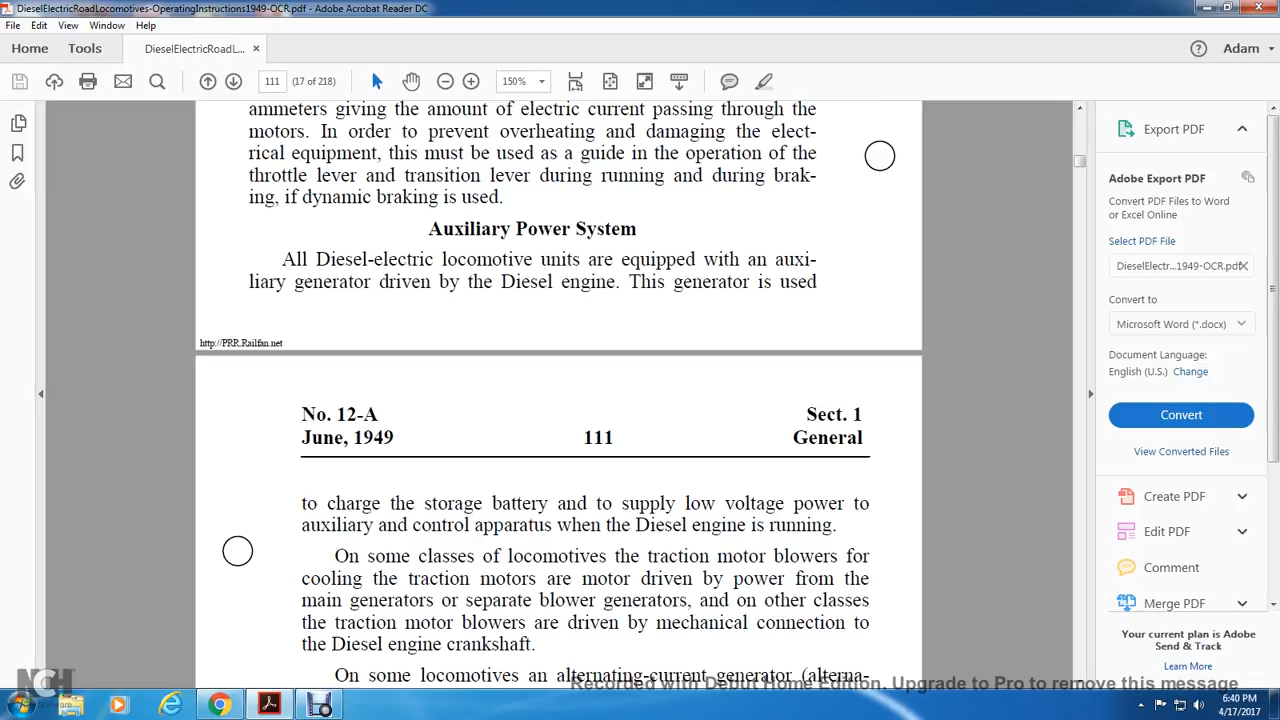 DieselElectricRoadLocomotives-OperatingInstructions1949-OCR.pdf - Adobe Acrobat Reader DC
File Edit View Window Help
Home Tools DieselElectricRoadL... × Adam
111 (17 of 218) 150%
ammeters giving the amount of electric current passing through the
motors. In order to prevent overheating and damaging the elect-
rical equipment, this must be used as a guide in the operation of the
throttle lever and transition lever during running and during brak-
ing, if dynamic braking is used.
Auxiliary Power System
All Diesel-electric locomotive units are equipped with an auxi-
liary generator driven by the Diesel engine. This generator is used
http://PRR.Railfan.net
No. 12-A Sect. 1
June, 1949 111 General
to charge the storage battery and to supply low voltage power to
auxiliary and control apparatus when the Diesel engine is running.
On some classes of locomotives the traction motor blowers for
cooling the traction motors are motor driven by power from the
main generators or separate blower generators, and on other classes
the traction motor blowers are driven by mechanical connection to
the Diesel engine crankshaft.
On some locomotives an alternating-current generator (alterna-
Export PDF
Adobe Export PDF
Convert PDF Files to Word
or Excel Online
Select PDF File
DieselElectr...1949-OCR.pdf
Convert to
Microsoft Word (*.docx)
Document Language:
English (U.S.) Change
Convert
View Converted Files
Create PDF
Edit PDF
Comment
Merge PDF
Your current plan is Adobe
Send & Track
Learn More
Recorded with Debut Home Edition. Upgrade to Pro to remove this message
NCH
Software
6:40 PM
4/17/2017